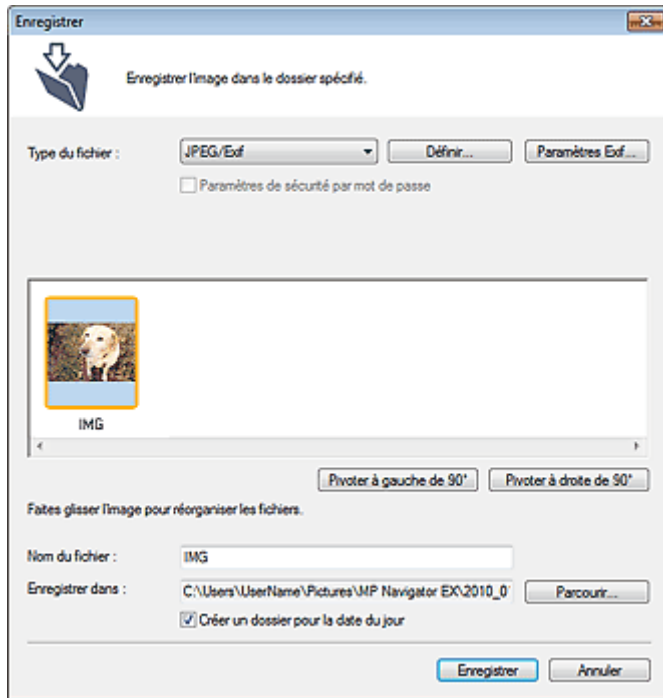 Enregistrer
Enregistrer l'image dans le dossier spécifié.
Type du fichier :
JPEG/Exif
Définir...
Paramètres Exif...
Paramètres de sécurité par mot de passe
IMG
Pivoter à gauche de 90°
Pivoter à droite de 90°
Faites glisser l'image pour réorganiser les fichiers.
Nom du fichier :
IMG
Enregistrer dans :
C:\Users\UserName\Pictures\MP Navigator EX\2010_0
Parcourir...
Créer un dossier pour la date du jour
Enregistrer
Annuler